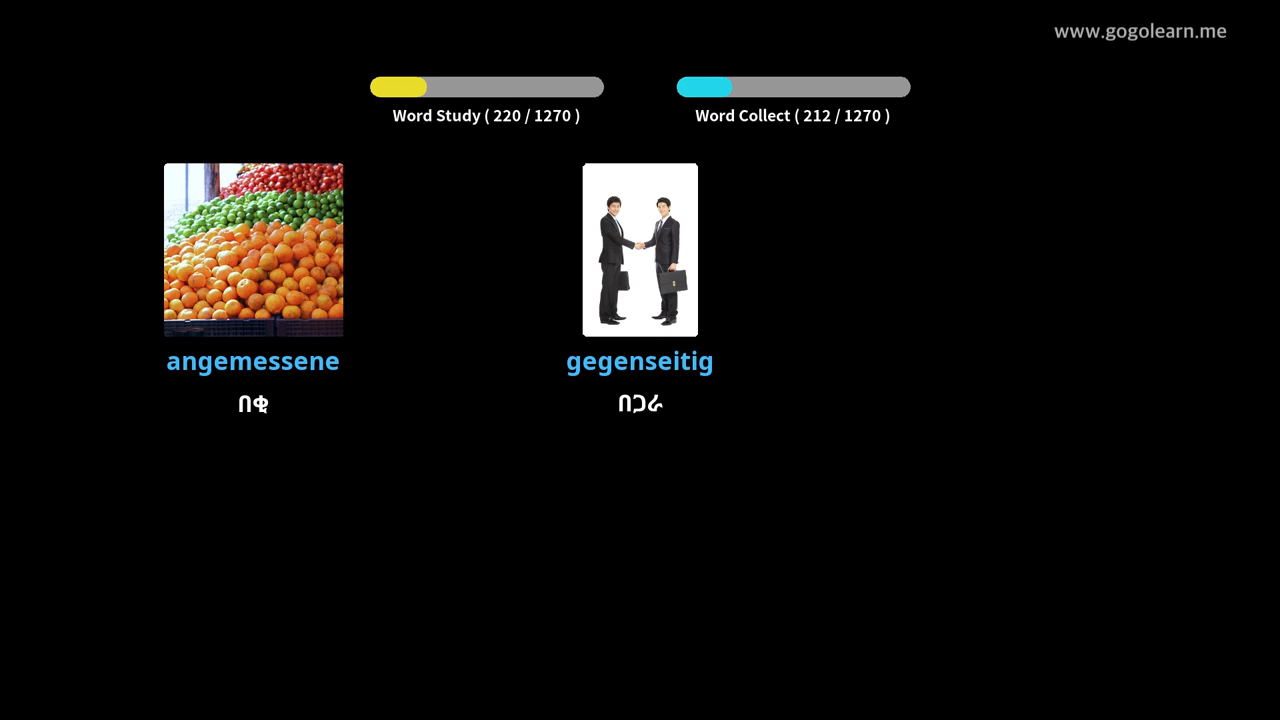 www.gogolearn.me
Word Study ( 220 / 1270 )
Word Collect ( 212 / 1270 )
angemessene
በቂ
gegenseitig
በጋራ